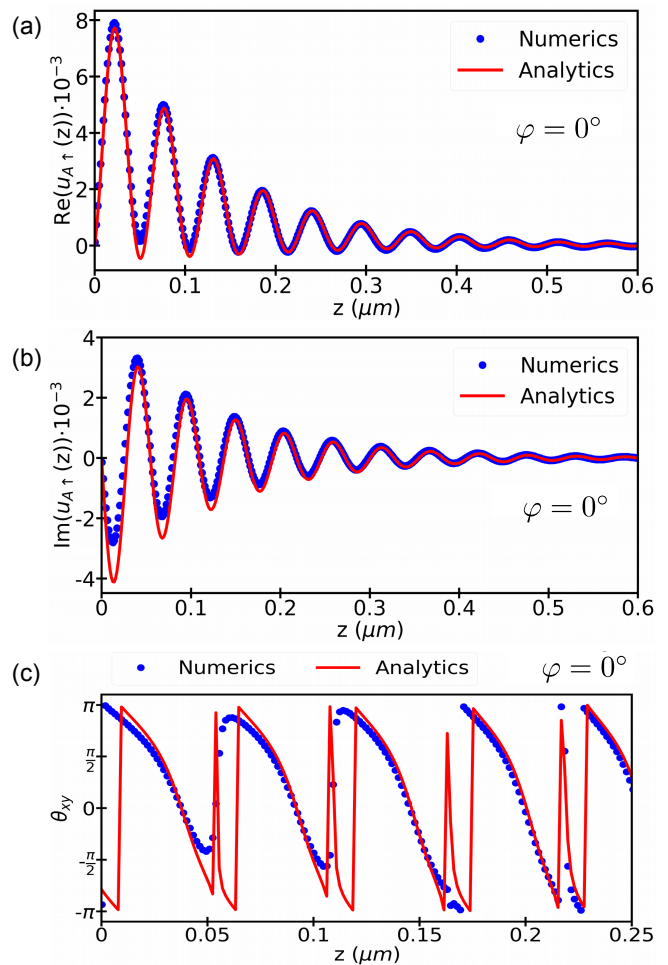 (a)
Re(u_{A↑}(z))·10^{-3}
8
6
4
2
0
Numerics
Analytics
φ = 0°
0 0.1 0.2 0.3 0.4 0.5 0.6
z (μm)
(b)
Im(u_{A↑}(z))·10^{-3}
4
2
0
-2
-4
Numerics
Analytics
φ = 0°
0 0.1 0.2 0.3 0.4 0.5 0.6
z (μm)
(c)
Numerics Analytics φ = 0°
θ_{xy}
π
π/2
0
-π/2
-π
0 0.05 0.1 0.15 0.2 0.25
z (μm)